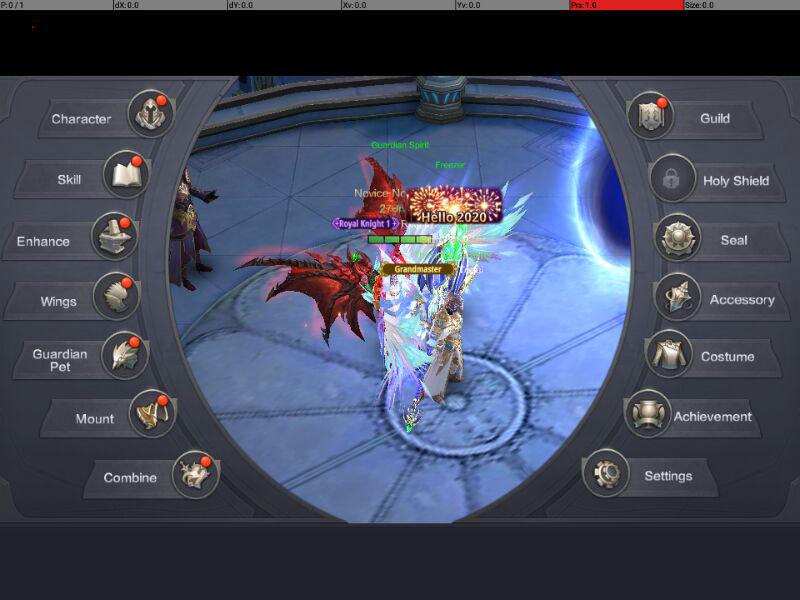 P: 0 / 1
dX: 0.0
dY: 0.0
Xv: 0.0
Yv: 0.0
Prs: 1.0
Size: 0.0
Character
Skill
Enhance
Wings
Guardian
Pet
Mount
Combine
Guardian Spirit
Freezer
Novice No
Hello 2020
Royal Knight 1
Grandmaster
Guild
Holy Shield
Seal
Accessory
Costume
Achievement
Settings